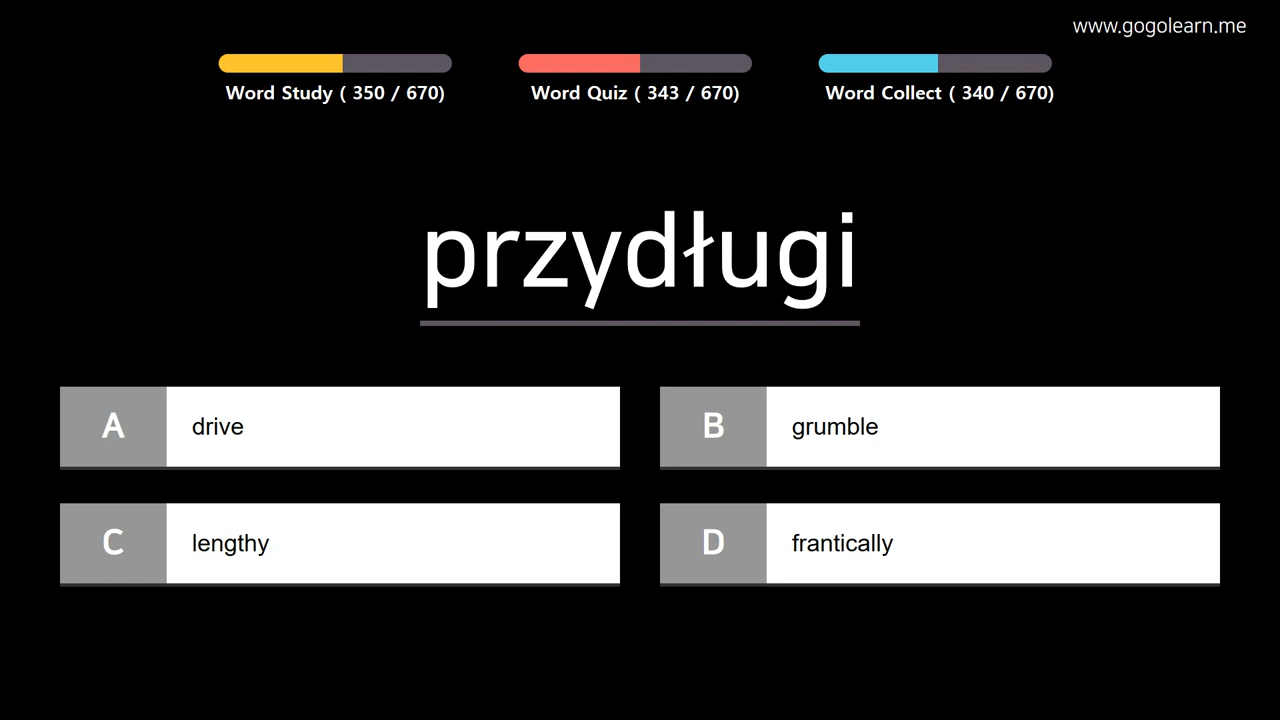 www.gogolearn.me
Word Study ( 350 / 670)
Word Quiz ( 343 / 670)
Word Collect ( 340 / 670)
przydługi
A drive
B grumble
C lengthy
D frantically